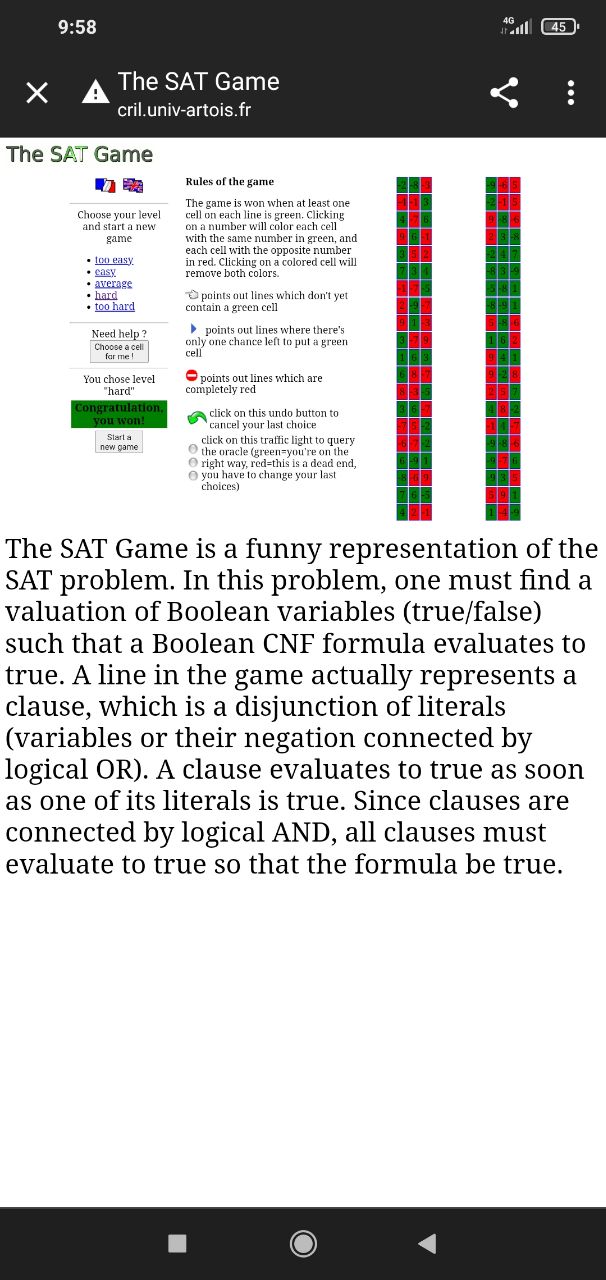 9:58
4G
45
The SAT Game
cril.univ-artois.fr
The SAT Game
Choose your level
and start a new
game
too easy
easy
average
hard
too hard
Need help ?
Choose a cell
for me !
You chose level
"hard"
Congratulation,
you won!
Start a
new game
Rules of the game
The game is won when at least one
cell on each line is green. Clicking
on a number will color each cell
with the same number in green, and
each cell with the opposite number
in red. Clicking on a colored cell will
remove both colors.
points out lines which don't yet
contain a green cell
points out lines where there's
only one chance left to put a green
cell
points out lines which are
completely red
click on this undo button to
cancel your last choice
click on this traffic light to query
the oracle (green=you're on the
right way, red=this is a dead end,
you have to change your last
choices)
The SAT Game is a funny representation of the
SAT problem. In this problem, one must find a
valuation of Boolean variables (true/false)
such that a Boolean CNF formula evaluates to
true. A line in the game actually represents a
clause, which is a disjunction of literals
(variables or their negation connected by
logical OR). A clause evaluates to true as soon
as one of its literals is true. Since clauses are
connected by logical AND, all clauses must
evaluate to true so that the formula be true.